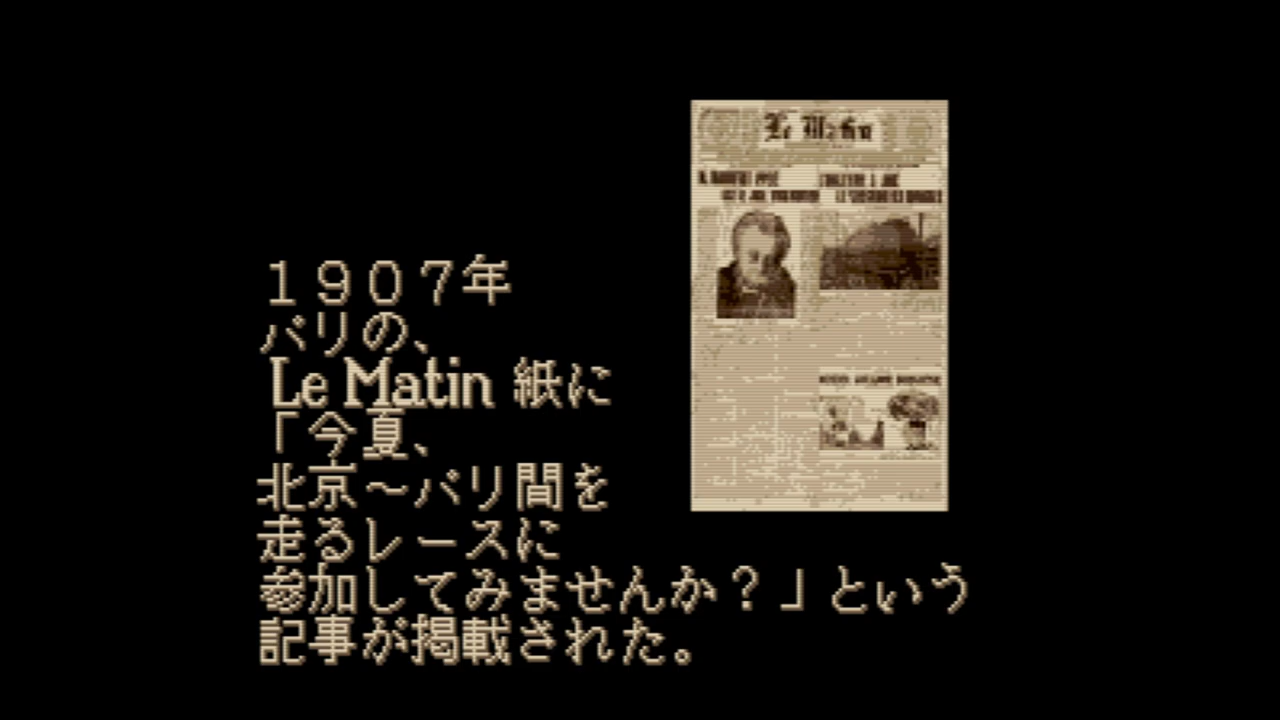 Le Matin
１９０７年
パリの、
Le Matin 紙に
「今夏、
北京～パリ間を
走るレースに
参加してみませんか？」という
記事が掲載された。